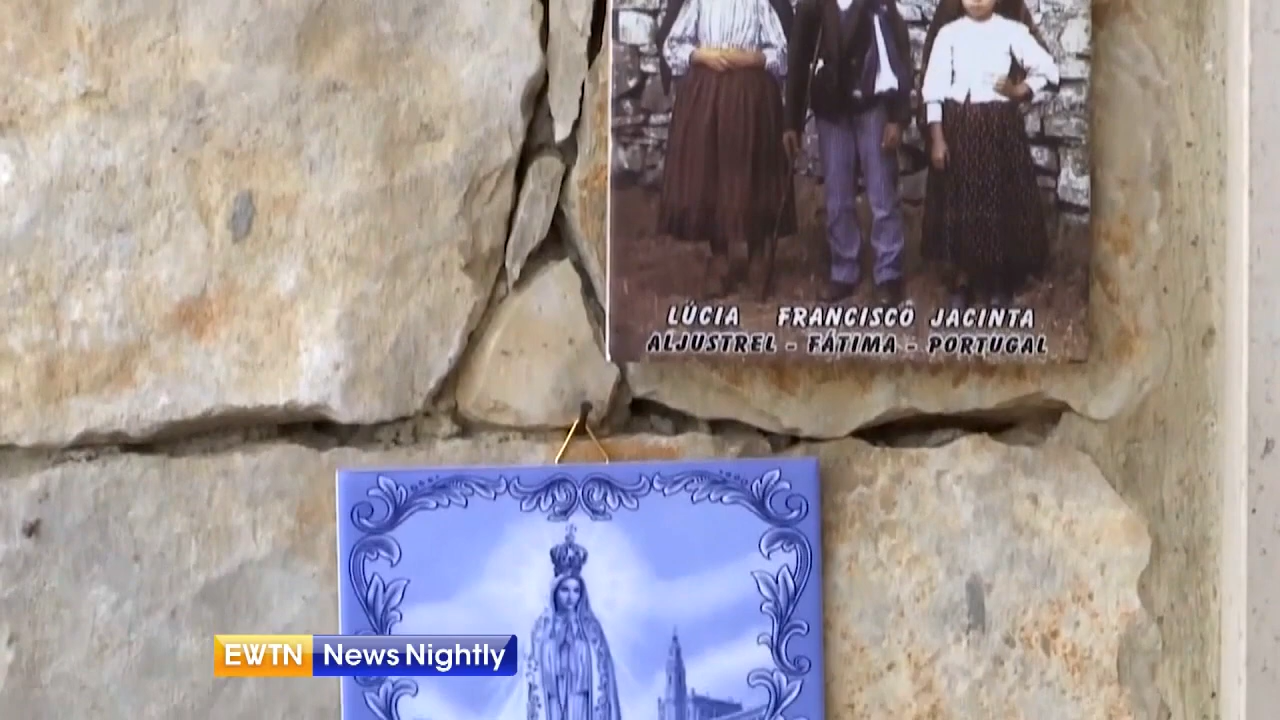 LÚCIA FRANCISCO JACINTA
ALJUSTREL - FÁTIMA - PORTUGAL
EWTN News Nightly